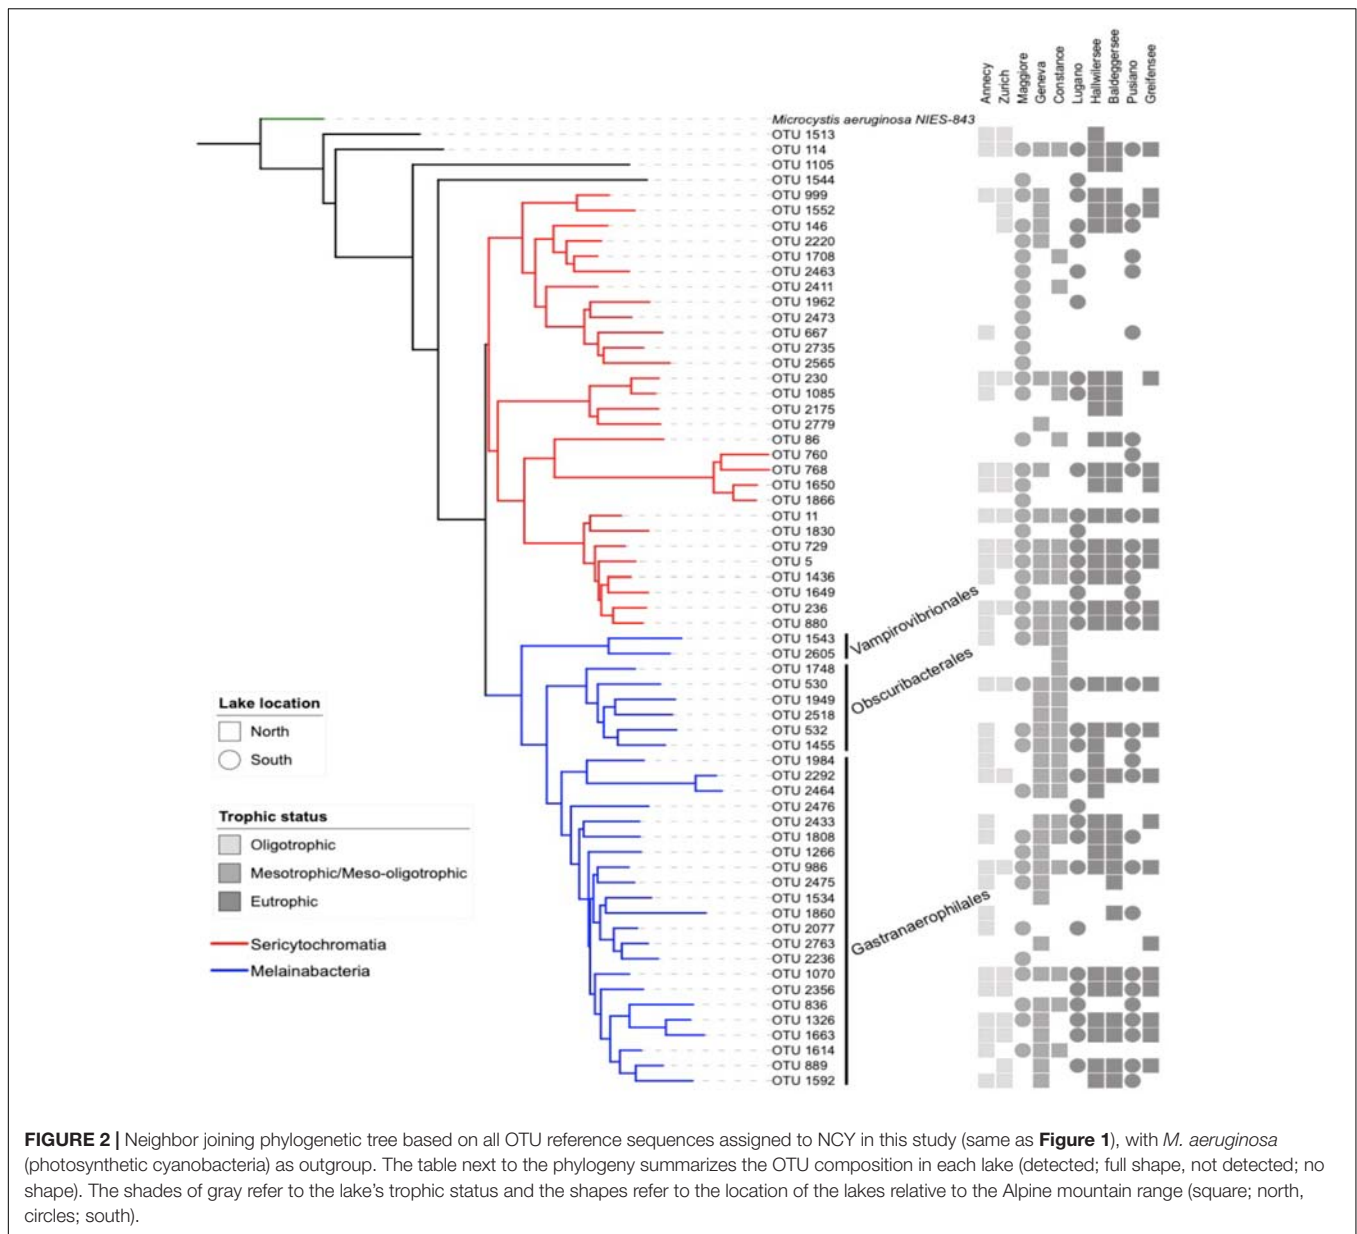 Annecy
Zurich
Maggiore
Geneva
Constance
Lugano
Hallwilersee
Baldeggersee
Pusiano
Greifensee
Microcystis aeruginosa NIES-843
OTU 1513
OTU 114
OTU 1105
OTU 1544
OTU 999
OTU 1552
OTU 146
OTU 2220
OTU 1708
OTU 2463
OTU 2411
OTU 1962
OTU 2473
OTU 667
OTU 2735
OTU 2565
OTU 230
OTU 1085
OTU 2175
OTU 2779
OTU 86
OTU 760
OTU 768
OTU 1650
OTU 1866
OTU 11
OTU 1830
OTU 729
OTU 5
OTU 1436
OTU 1649
OTU 236
OTU 880
OTU 1543
OTU 2605
OTU 1748
OTU 530
OTU 1949
OTU 2518
OTU 532
OTU 1455
OTU 1984
OTU 2292
OTU 2464
OTU 2476
OTU 2433
OTU 1808
OTU 1266
OTU 986
OTU 2475
OTU 1534
OTU 1860
OTU 2077
OTU 2763
OTU 2236
OTU 1070
OTU 2356
OTU 836
OTU 1326
OTU 1663
OTU 1614
OTU 889
OTU 1592
Vampirovibrionales
Obscuribacterales
Gastranaerophilales
Lake location
North
South
Trophic status
Oligotrophic
Mesotrophic/Meso-oligotrophic
Eutrophic
Sericytochromatia
Melainabacteria
FIGURE 2 | Neighbor joining phylogenetic tree based on all OTU reference sequences assigned to NCY in this study (same as Figure 1), with M. aeruginosa
(photosynthetic cyanobacteria) as outgroup. The table next to the phylogeny summarizes the OTU composition in each lake (detected; full shape, not detected; no
shape). The shades of gray refer to the lake's trophic status and the shapes refer to the location of the lakes relative to the Alpine mountain range (square; north,
circles; south).